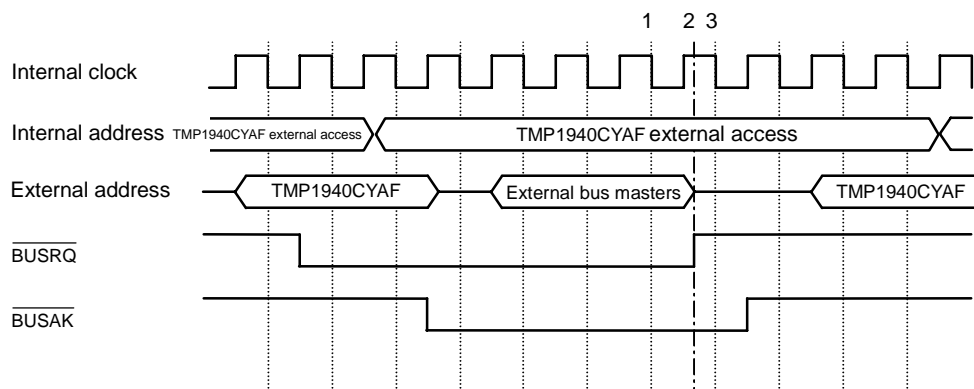 1 2 3
Internal clock
Internal address TMP1940CYAF external access TMP1940CYAF external access
External address TMP1940CYAF External bus masters TMP1940CYAF
BUSRQ
BUSAK